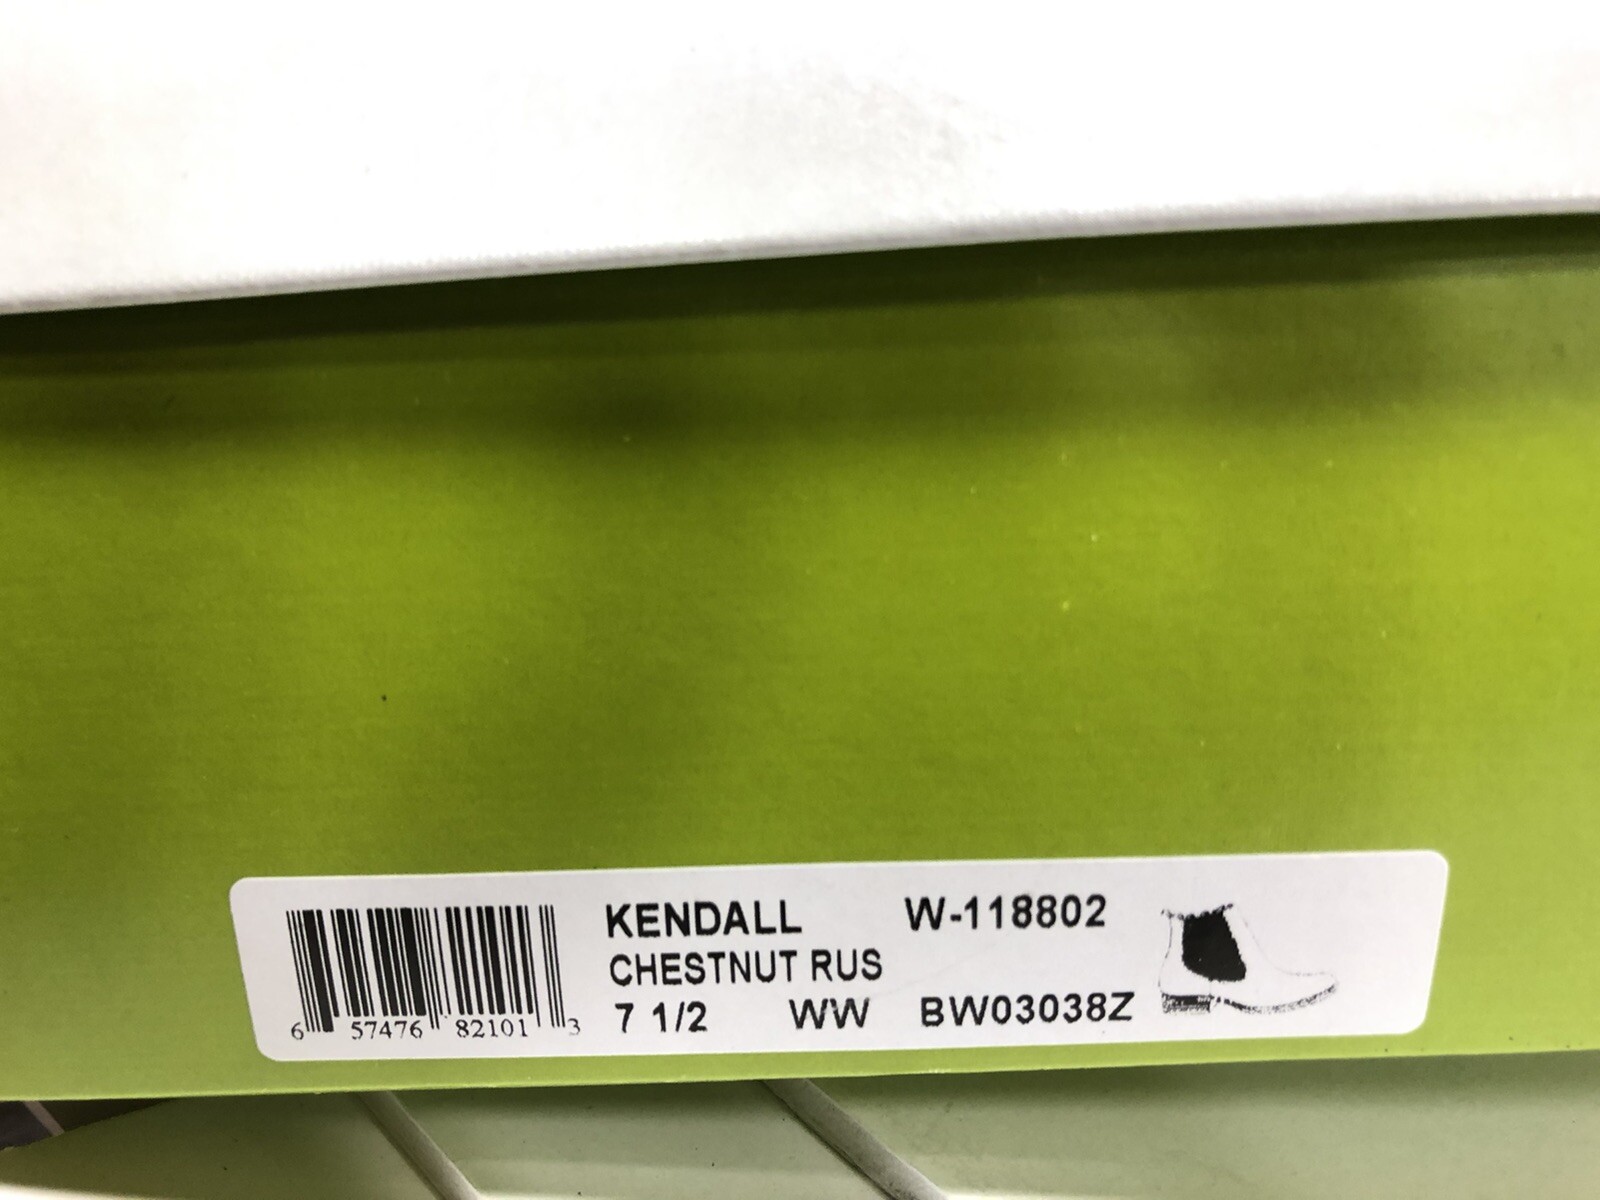 KENDALL W-118802
CHESTNUT RUS
7 1/2 WW BW03038Z
6 57476 82101 3